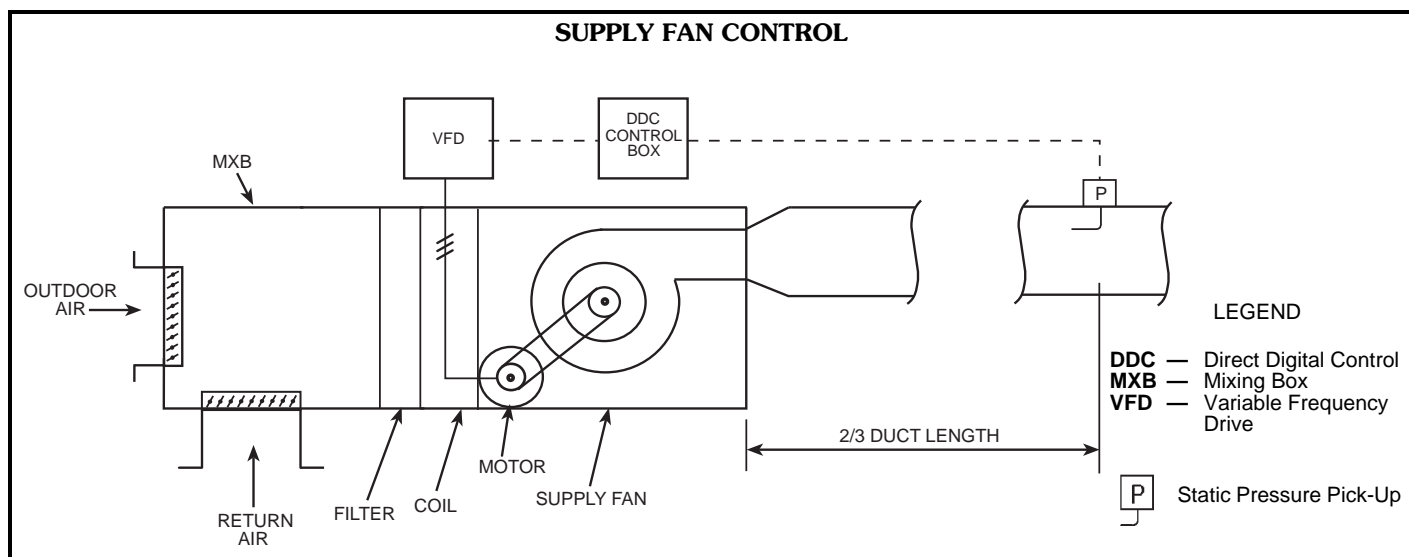 SUPPLY FAN CONTROL
VFD
DDC
CONTROL
BOX
MXB
P
OUTDOOR
AIR
LEGEND
DDC — Direct Digital Control
MXB — Mixing Box
VFD — Variable Frequency
Drive
2/3 DUCT LENGTH
MOTOR
SUPPLY FAN
COIL
FILTER
RETURN
AIR
P Static Pressure Pick-Up